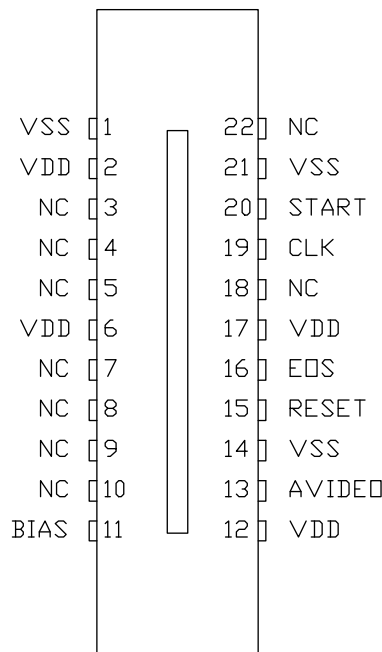 VSS 1 22 NC
VDD 2 21 VSS
NC 3 20 START
NC 4 19 CLK
NC 5 18 NC
VDD 6 17 VDD
NC 7 16 EOS
NC 8 15 RESET
NC 9 14 VSS
NC 10 13 AVIDEO
BIAS 11 12 VDD